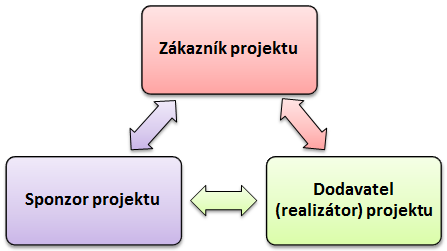 Zákazník projektu
Sponzor projektu
Dodavatel
(realizátor) projektu